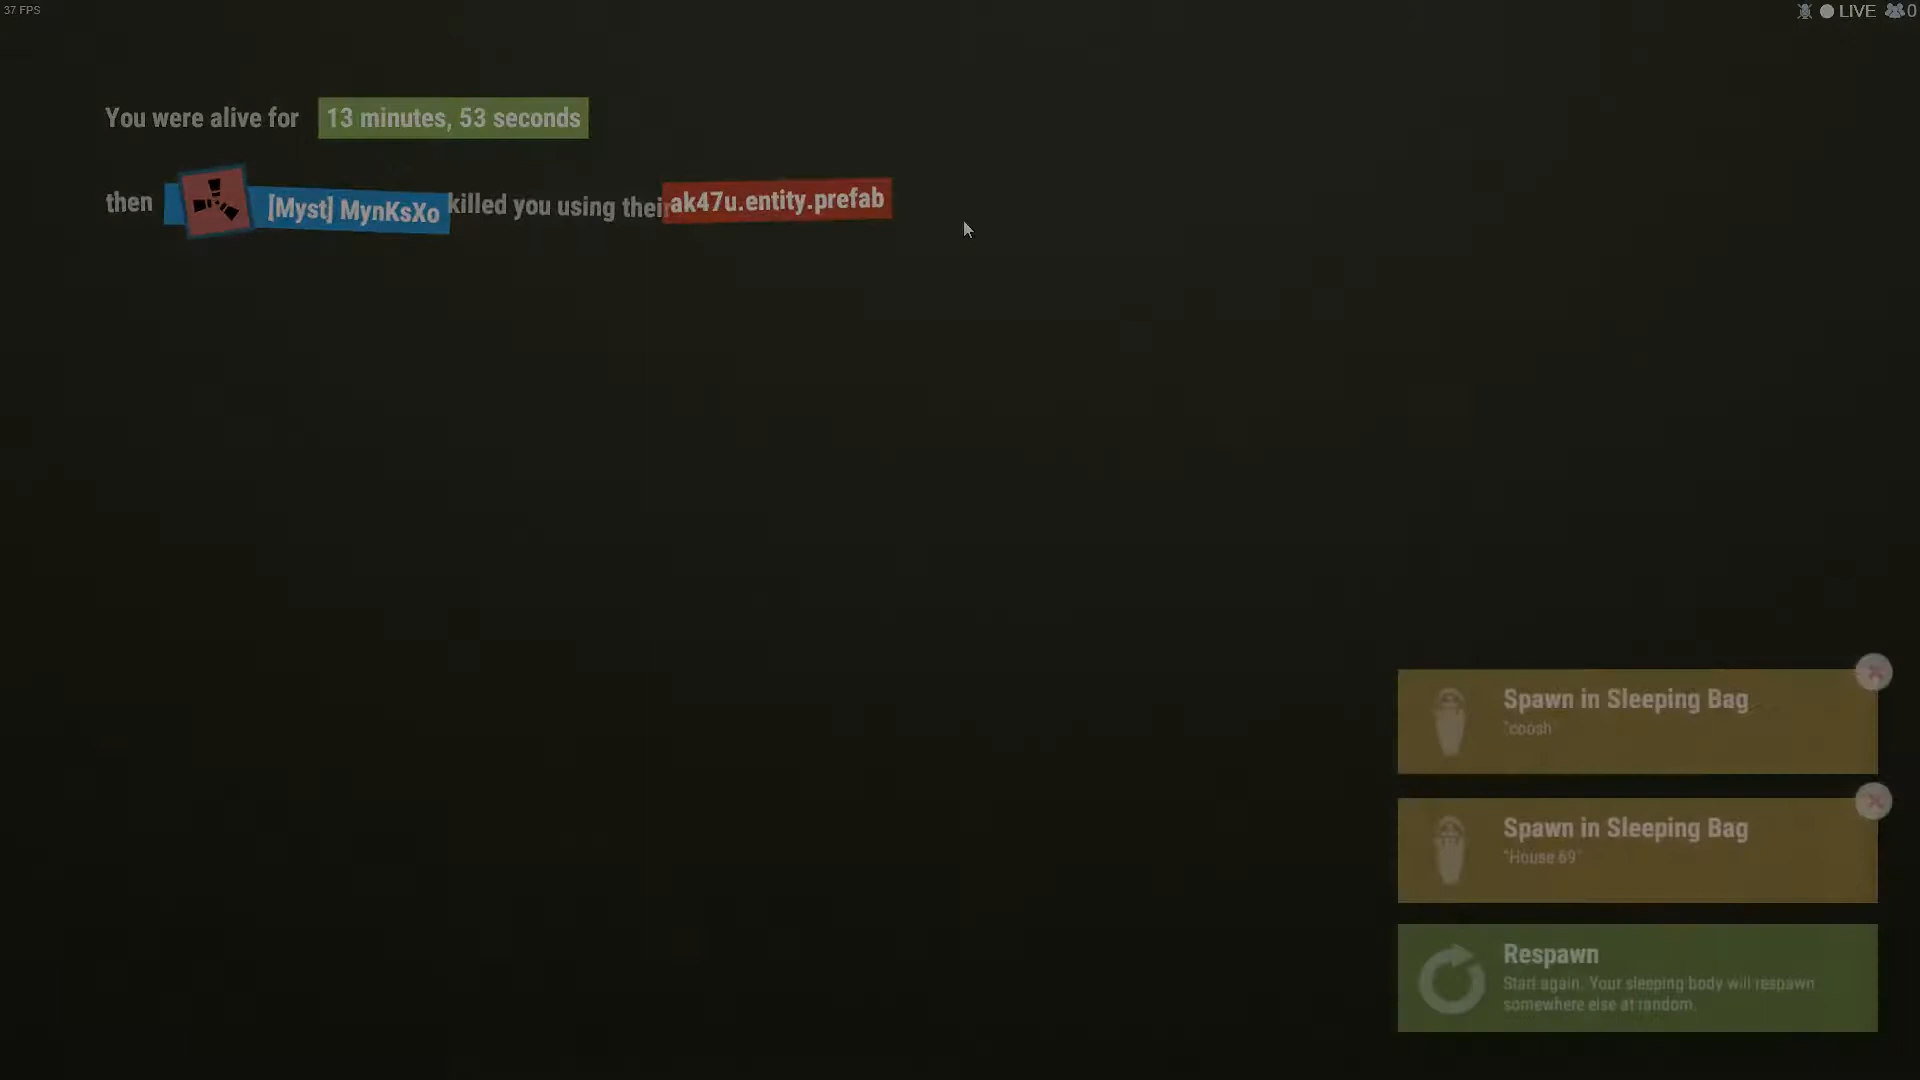 37 FPS
LIVE 0
You were alive for 13 minutes, 53 seconds
then [Myst] MynKsXo killed you using their ak47u.entity.prefab
Spawn in Sleeping Bag
"coosh"
Spawn in Sleeping Bag
"House 69"
Respawn
Start again. Your sleeping body will respawn
somewhere else at random.